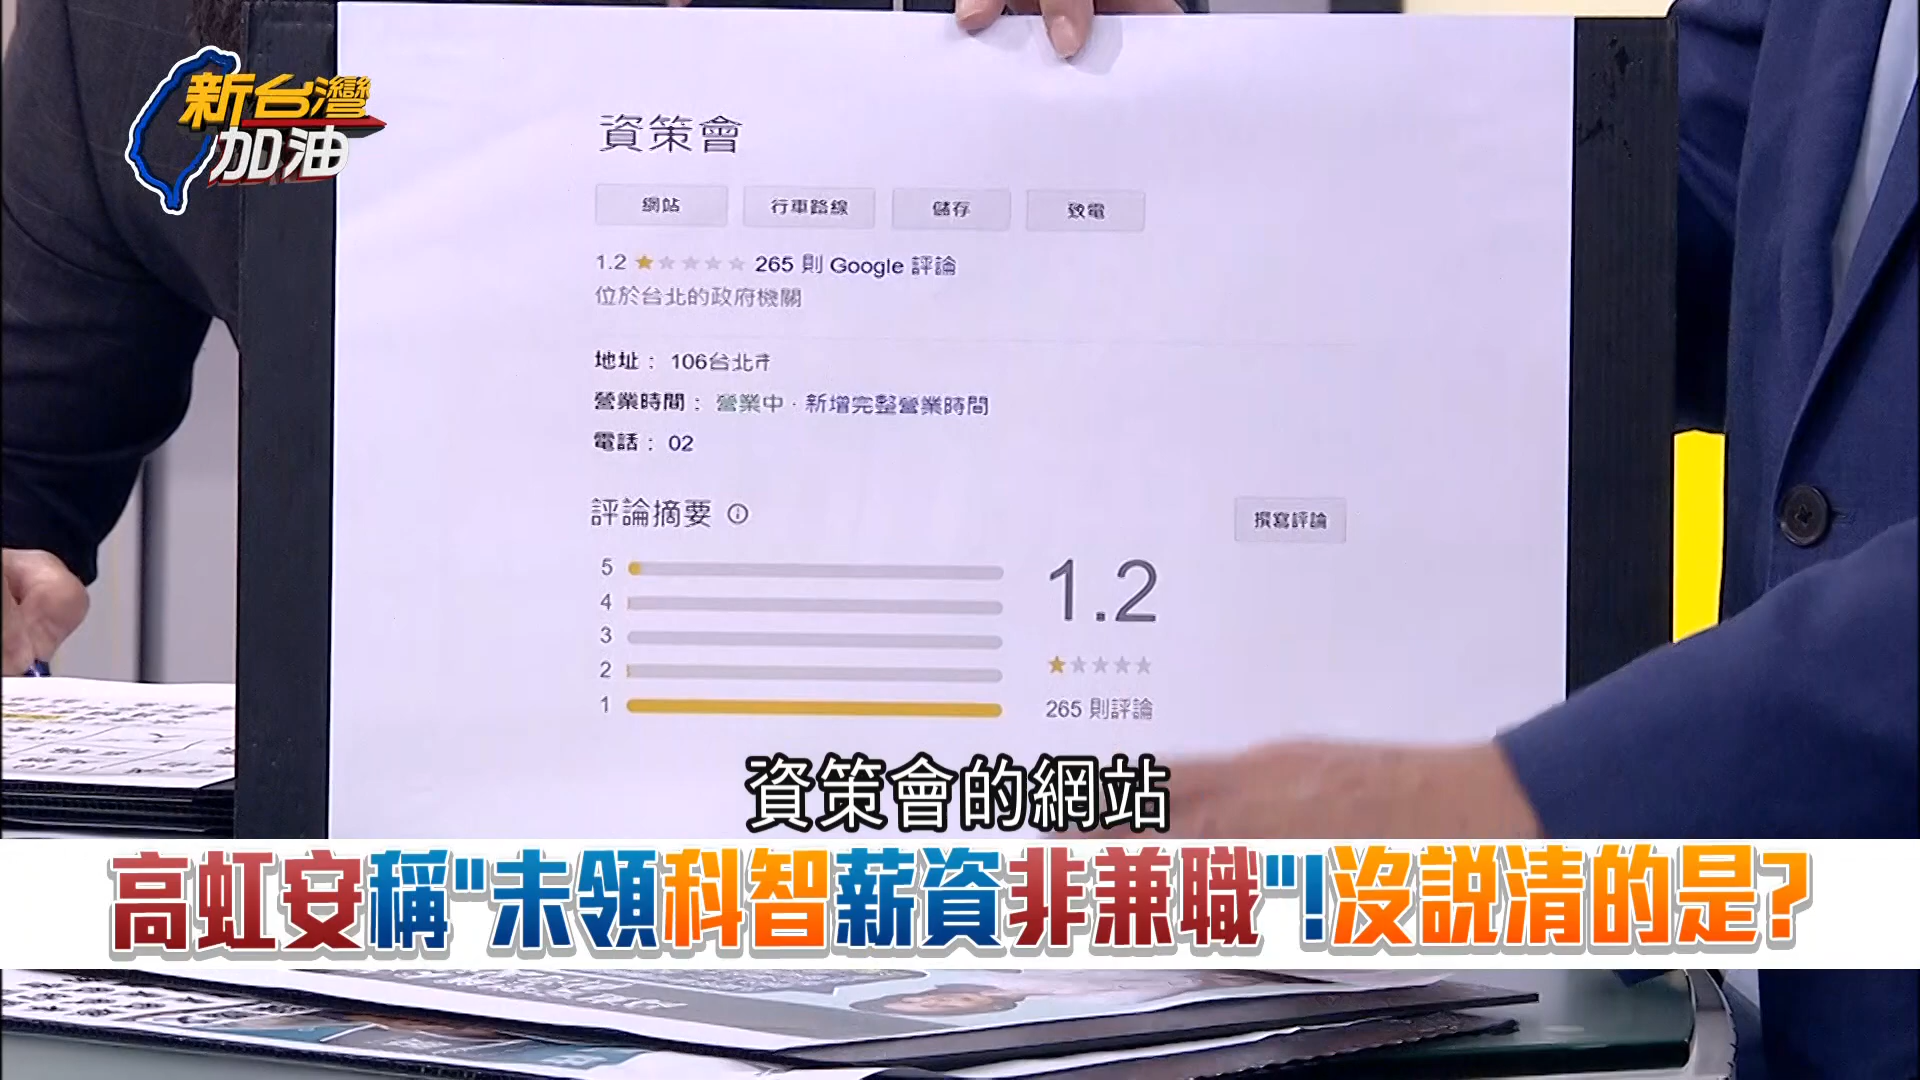 新台灣
加油
資策會
網站
行車路線
儲存
致電
1.2 265 則 Google 評論
位於台北的政府機關
地址： 106台北市
營業時間： 營業中 · 新增完整營業時間
電話： 02
評論摘要
撰寫評論
5
4
3
2
1
1.2
265 則評論
資策會的網站
高虹安稱"未領科智薪資非兼職"!沒説清的是?